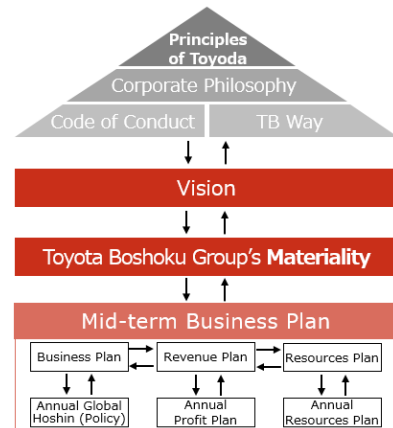 Principles
of Toyoda
Corporate Philosophy
Code of Conduct
TB Way
Vision
Toyota Boshoku Group's Materiality
Mid-term Business Plan
Business Plan
Revenue Plan
Resources Plan
Annual Global
Hoshin (Policy)
Annual
Profit Plan
Annual
Resources Plan